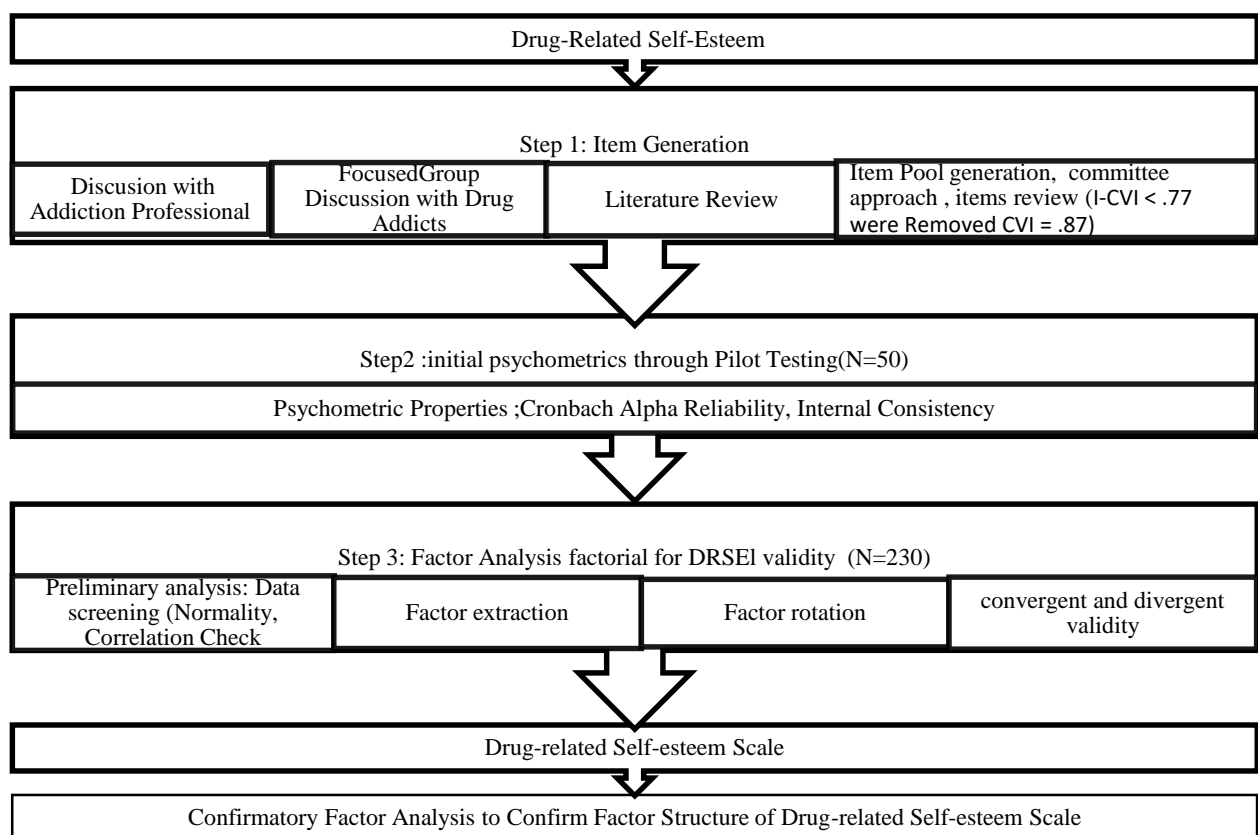 Drug-Related Self-Esteem
Step 1: Item Generation
Discusion with
Addiction Professional
FocusedGroup
Discussion with Drug
Addicts
Literature Review
Item Pool generation, committee
approach , items review (I-CVI < .77
were Removed CVI = .87)
Step2 :initial psychometrics through Pilot Testing(N=50)
Psychometric Properties ;Cronbach Alpha Reliability, Internal Consistency
Step 3: Factor Analysis factorial for DRSEl validity (N=230)
Preliminary analysis: Data
screening (Normality,
Correlation Check
Factor extraction
Factor rotation
convergent and divergent
validity
Drug-related Self-esteem Scale
Confirmatory Factor Analysis to Confirm Factor Structure of Drug-related Self-esteem Scale